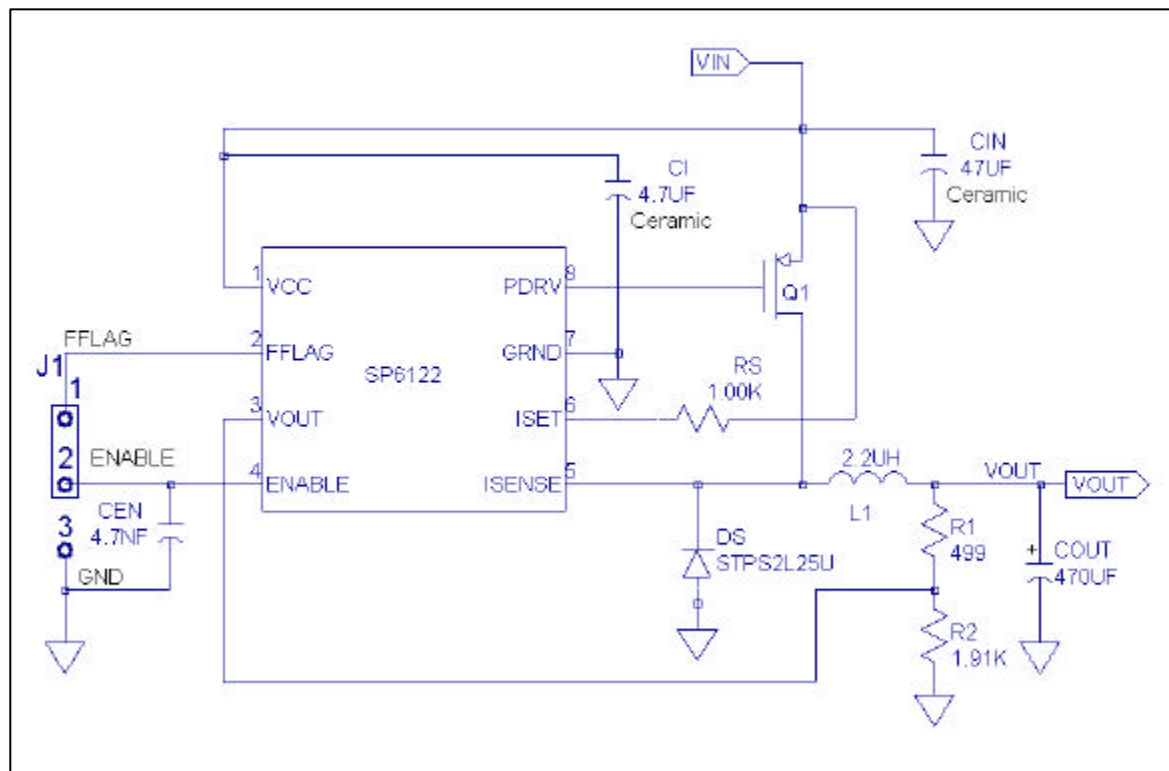 VIN
CIN
47UF
Ceramic
CI
4.7UF
Ceramic
1
VCC
PDRV
8
Q1
FFLAG
2
FFLAG
GRND
7
J1
1
SP6122
RS
1.00K
3
VOUT
ISET
6
2
ENABLE
4
ENABLE
ISENSE
5
2.2UH
L1
VOUT
VOUT
CEN
4.7NF
3
GND
DS
STPS2L25U
R1
499
+
COUT
470UF
R2
1.91K